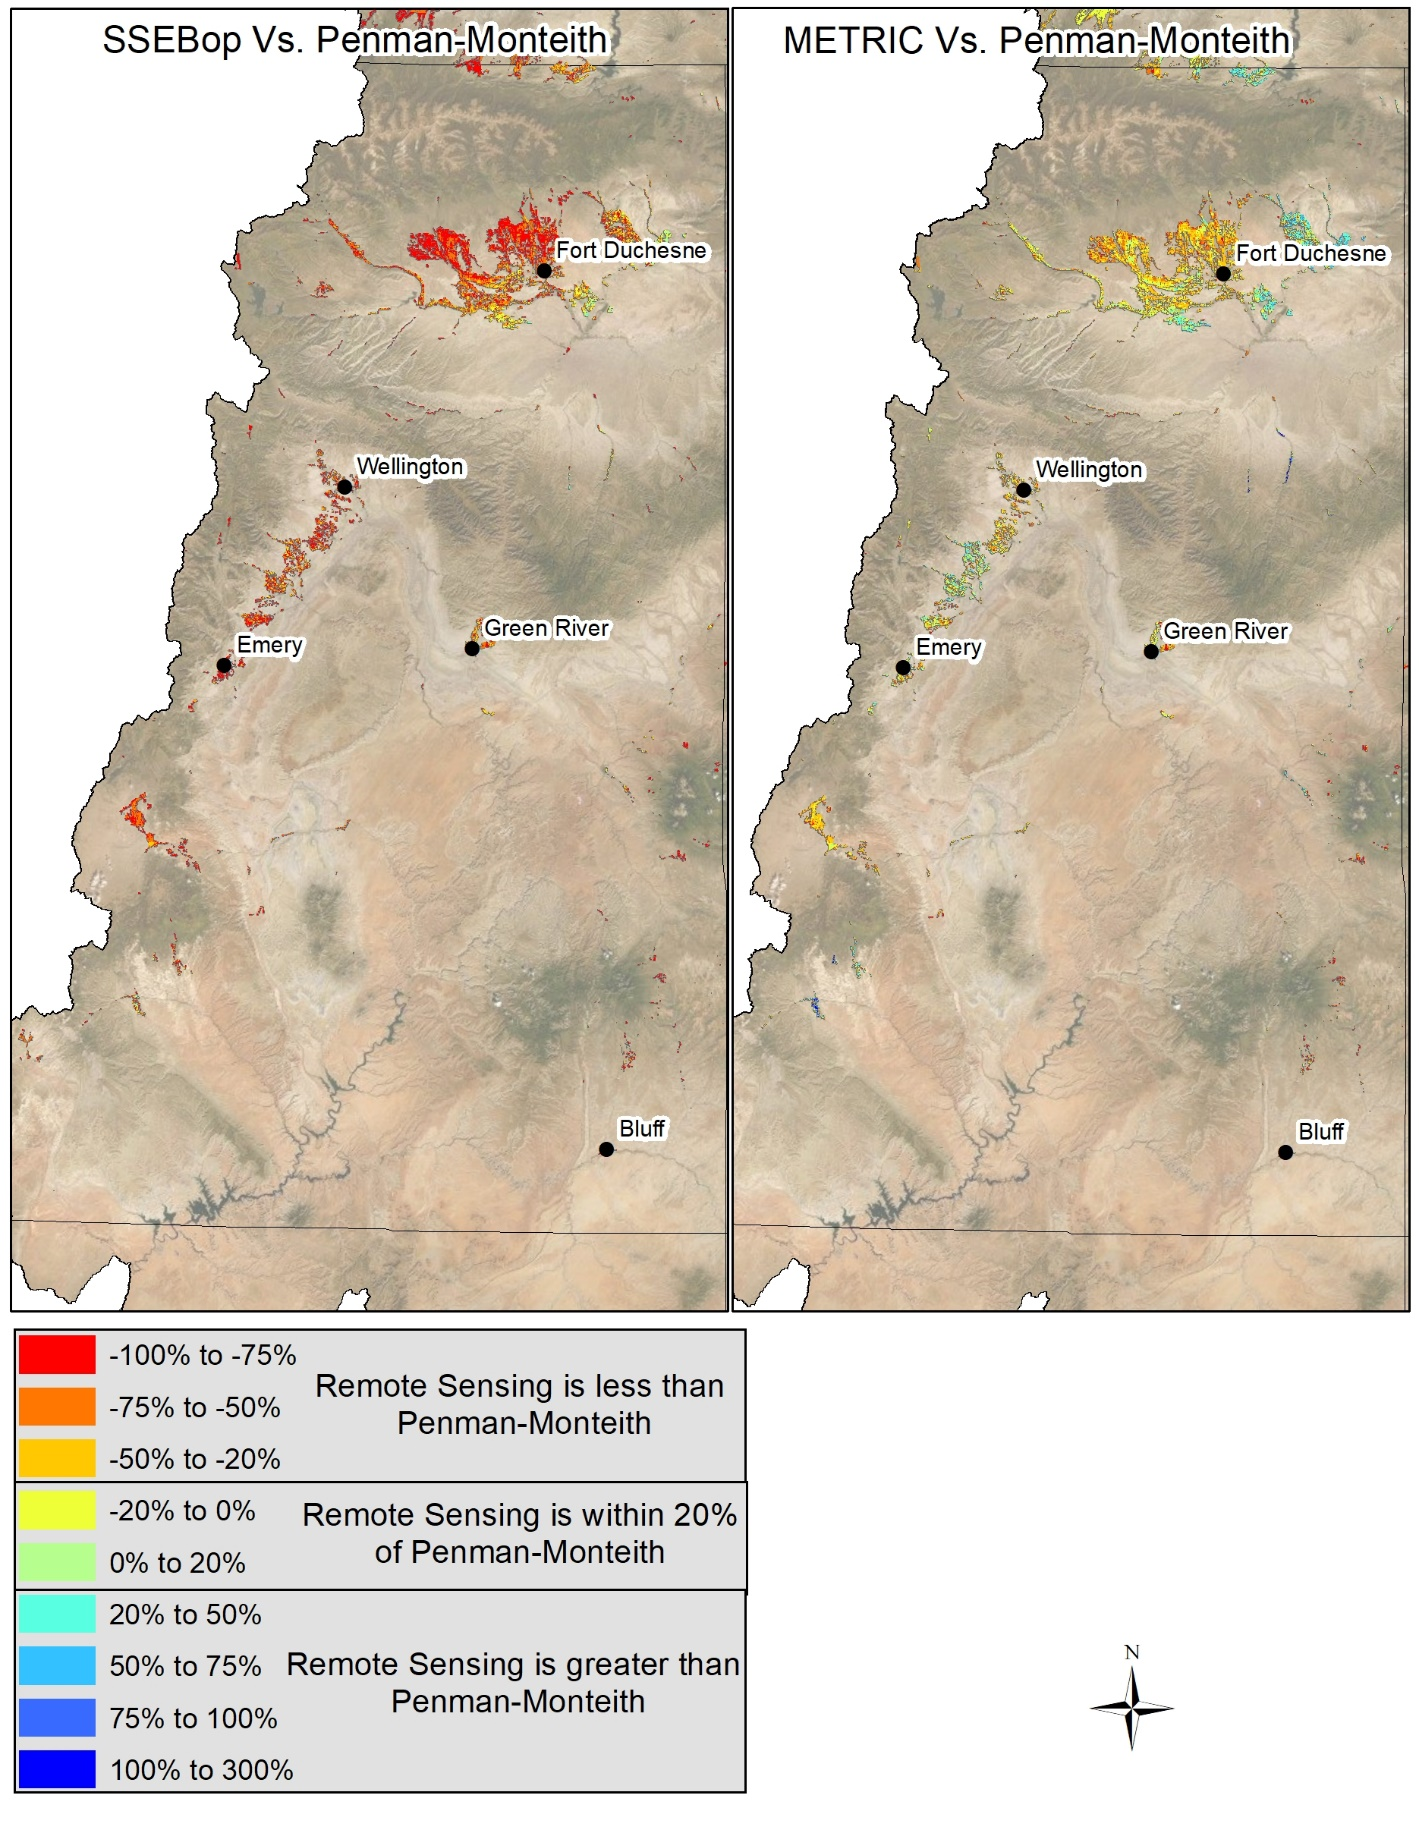 SSEBop Vs. Penman-Monteith
METRIC Vs. Penman-Monteith
Fort Duchesne
Wellington
Green River
Emery
Bluff
Fort Duchesne
Wellington
Green River
Emery
Bluff
-100% to -75%
-75% to -50%
-50% to -20%
Remote Sensing is less than
Penman-Monteith
-20% to 0%
0% to 20%
Remote Sensing is within 20%
of Penman-Monteith
20% to 50%
50% to 75%
75% to 100%
100% to 300%
Remote Sensing is greater than
Penman-Monteith
N